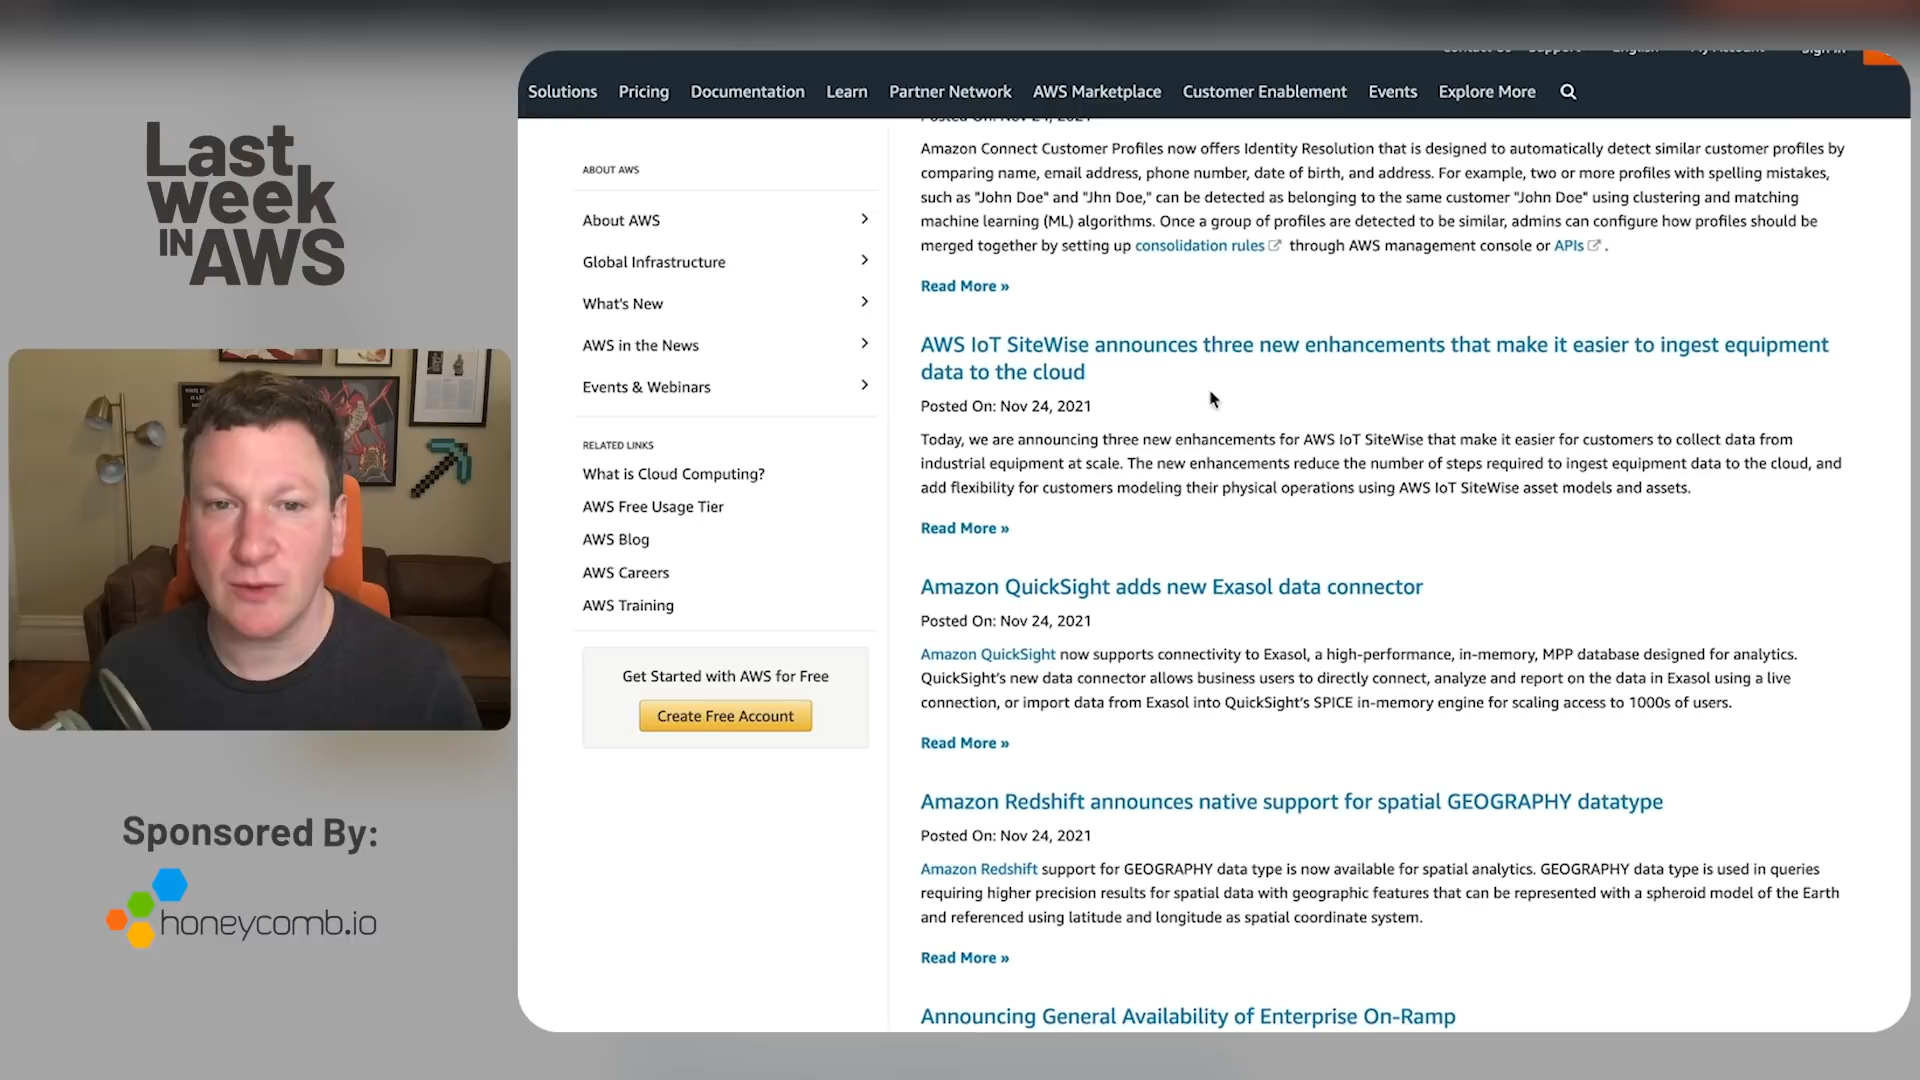 Last
week
IN
AWS
Sponsored By:
honeycomb.io
Solutions Pricing Documentation Learn Partner Network AWS Marketplace Customer Enablement Events Explore More
ABOUT AWS
About AWS
Global Infrastructure
What's New
AWS in the News
Events & Webinars
RELATED LINKS
What is Cloud Computing?
AWS Free Usage Tier
AWS Blog
AWS Careers
AWS Training
Get Started with AWS for Free
Create Free Account
Amazon Connect Customer Profiles now offers Identity Resolution that is designed to automatically detect similar customer profiles by
comparing name, email address, phone number, date of birth, and address. For example, two or more profiles with spelling mistakes,
such as "John Doe" and "Jhn Doe," can be detected as belonging to the same customer "John Doe" using clustering and matching
machine learning (ML) algorithms. Once a group of profiles are detected to be similar, admins can configure how profiles should be
merged together by setting up consolidation rules through AWS management console or APIs .
Read More »
AWS IoT SiteWise announces three new enhancements that make it easier to ingest equipment
data to the cloud
Posted On: Nov 24, 2021
Today, we are announcing three new enhancements for AWS IoT SiteWise that make it easier for customers to collect data from
industrial equipment at scale. The new enhancements reduce the number of steps required to ingest equipment data to the cloud, and
add flexibility for customers modeling their physical operations using AWS IoT SiteWise asset models and assets.
Read More »
Amazon QuickSight adds new Exasol data connector
Posted On: Nov 24, 2021
Amazon QuickSight now supports connectivity to Exasol, a high-performance, in-memory, MPP database designed for analytics.
QuickSight's new data connector allows business users to directly connect, analyze and report on the data in Exasol using a live
connection, or import data from Exasol into QuickSight's SPICE in-memory engine for scaling access to 1000s of users.
Read More »
Amazon Redshift announces native support for spatial GEOGRAPHY datatype
Posted On: Nov 24, 2021
Amazon Redshift support for GEOGRAPHY data type is now available for spatial analytics. GEOGRAPHY data type is used in queries
requiring higher precision results for spatial data with geographic features that can be represented with a spheroid model of the Earth
and referenced using latitude and longitude as spatial coordinate system.
Read More »
Announcing General Availability of Enterprise On-Ramp